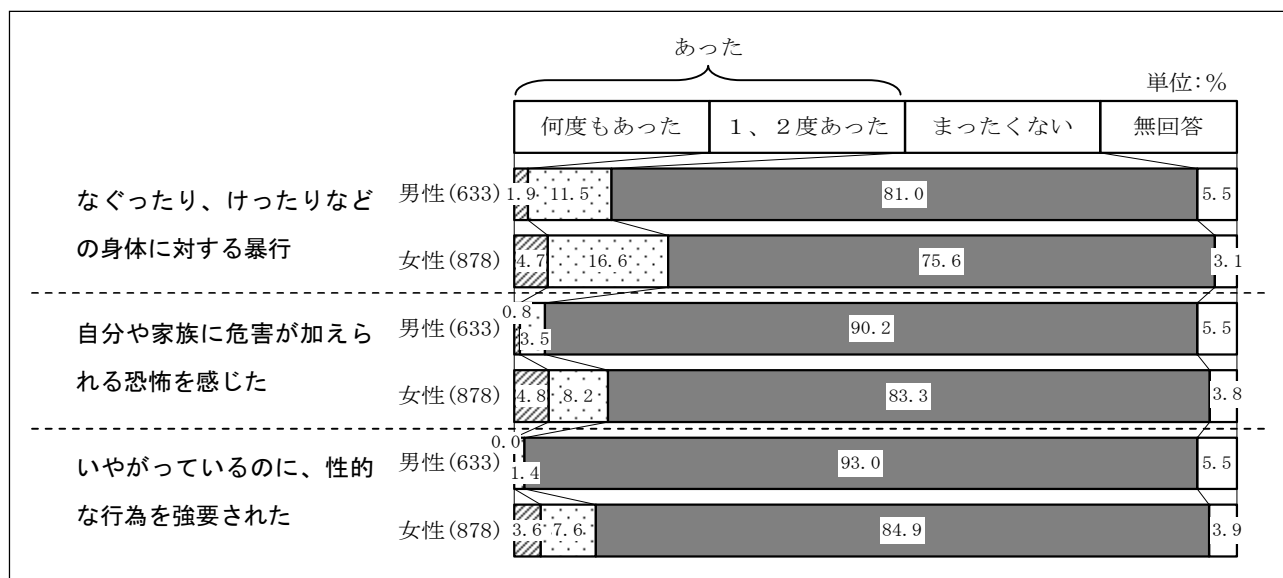 あった
単位:%
何度もあった １、２度あった まったくない 無回答
なぐったり、けったりなど
の身体に対する暴行
男性(633) 1.9 11.5 81.0 5.5
女性(878) 4.7 16.6 75.6 3.1
自分や家族に危害が加えら
れる恐怖を感じた
男性(633) 0.8 3.5 90.2 5.5
女性(878) 4.8 8.2 83.3 3.8
いやがっているのに、性的
な行為を強要された
男性(633) 0.0 1.4 93.0 5.5
女性(878) 3.6 7.6 84.9 3.9